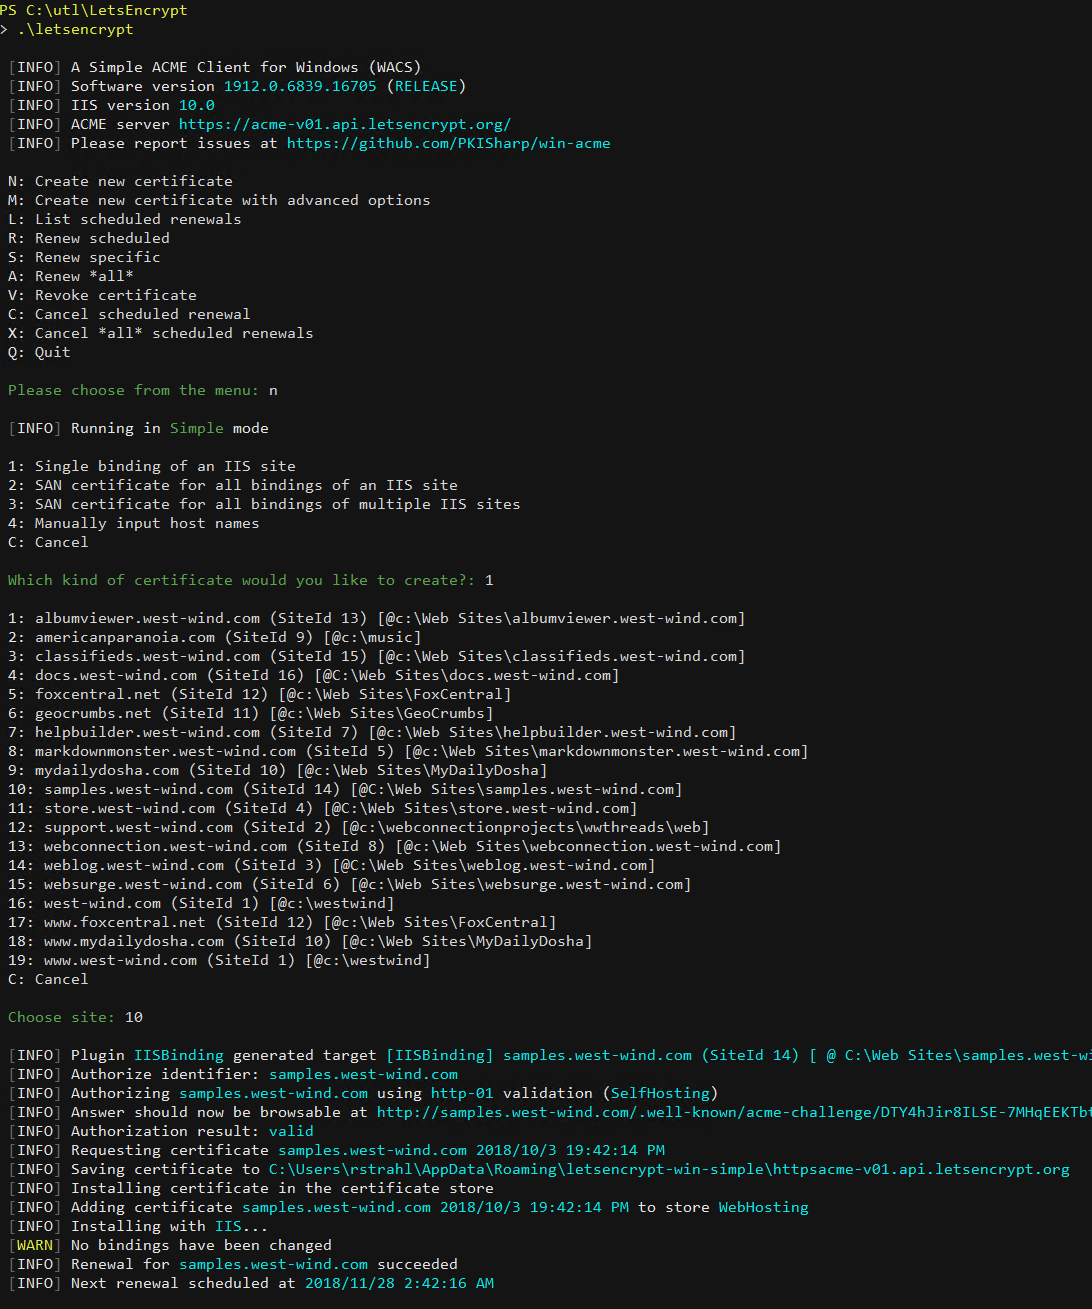 PS C:\utl\LetsEncrypt
> .\letsencrypt
[INFO] A Simple ACME Client for Windows (WACS)
[INFO] Software version 1912.0.6839.16705 (RELEASE)
[INFO] IIS version 10.0
[INFO] ACME server https://acme-v01.api.letsencrypt.org/
[INFO] Please report issues at https://github.com/PKISharp/win-acme
N: Create new certificate
M: Create new certificate with advanced options
L: List scheduled renewals
R: Renew scheduled
S: Renew specific
A: Renew *all*
V: Revoke certificate
C: Cancel scheduled renewal
X: Cancel *all* scheduled renewals
Q: Quit
Please choose from the menu: n
[INFO] Running in Simple mode
1: Single binding of an IIS site
2: SAN certificate for all bindings of an IIS site
3: SAN certificate for all bindings of multiple IIS sites
4: Manually input host names
C: Cancel
Which kind of certificate would you like to create?: 1
1: albumviewer.west-wind.com (SiteId 13) [@c:\Web Sites\albumviewer.west-wind.com]
2: americanparanoia.com (SiteId 9) [@c:\music]
3: classifieds.west-wind.com (SiteId 15) [@c:\Web Sites\classifieds.west-wind.com]
4: docs.west-wind.com (SiteId 16) [@C:\Web Sites\docs.west-wind.com]
5: foxcentral.net (SiteId 12) [@c:\Web Sites\FoxCentral]
6: geocrumbs.net (SiteId 11) [@c:\Web Sites\GeoCrumbs]
7: helpbuilder.west-wind.com (SiteId 7) [@c:\Web Sites\helpbuilder.west-wind.com]
8: markdownmonster.west-wind.com (SiteId 5) [@c:\Web Sites\markdownmonster.west-wind.com]
9: mydailydosha.com (SiteId 10) [@c:\Web Sites\MyDailyDosha]
10: samples.west-wind.com (SiteId 14) [@C:\Web Sites\samples.west-wind.com]
11: store.west-wind.com (SiteId 4) [@C:\Web Sites\store.west-wind.com]
12: support.west-wind.com (SiteId 2) [@c:\webconnectionprojects\wwthreads\web]
13: webconnection.west-wind.com (SiteId 8) [@c:\Web Sites\webconnection.west-wind.com]
14: weblog.west-wind.com (SiteId 3) [@C:\Web Sites\weblog.west-wind.com]
15: websurge.west-wind.com (SiteId 6) [@c:\Web Sites\websurge.west-wind.com]
16: west-wind.com (SiteId 1) [@c:\westwind]
17: www.foxcentral.net (SiteId 12) [@c:\Web Sites\FoxCentral]
18: www.mydailydosha.com (SiteId 10) [@c:\Web Sites\MyDailyDosha]
19: www.west-wind.com (SiteId 1) [@c:\westwind]
C: Cancel
Choose site: 10
[INFO] Plugin IISBinding generated target [IISBinding] samples.west-wind.com (SiteId 14) [ @ C:\Web Sites\samples.west-wi
[INFO] Authorize identifier: samples.west-wind.com
[INFO] Authorizing samples.west-wind.com using http-01 validation (SelfHosting)
[INFO] Answer should now be browsable at http://samples.west-wind.com/.well-known/acme-challenge/DTY4hJir8ILSE-7MHqEEKTbt
[INFO] Authorization result: valid
[INFO] Requesting certificate samples.west-wind.com 2018/10/3 19:42:14 PM
[INFO] Saving certificate to C:\Users\rstrahl\AppData\Roaming\letsencrypt-win-simple\httpsacme-v01.api.letsencrypt.org
[INFO] Installing certificate in the certificate store
[INFO] Adding certificate samples.west-wind.com 2018/10/3 19:42:14 PM to store WebHosting
[INFO] Installing with IIS...
[WARN] No bindings have been changed
[INFO] Renewal for samples.west-wind.com succeeded
[INFO] Next renewal scheduled at 2018/11/28 2:42:16 AM